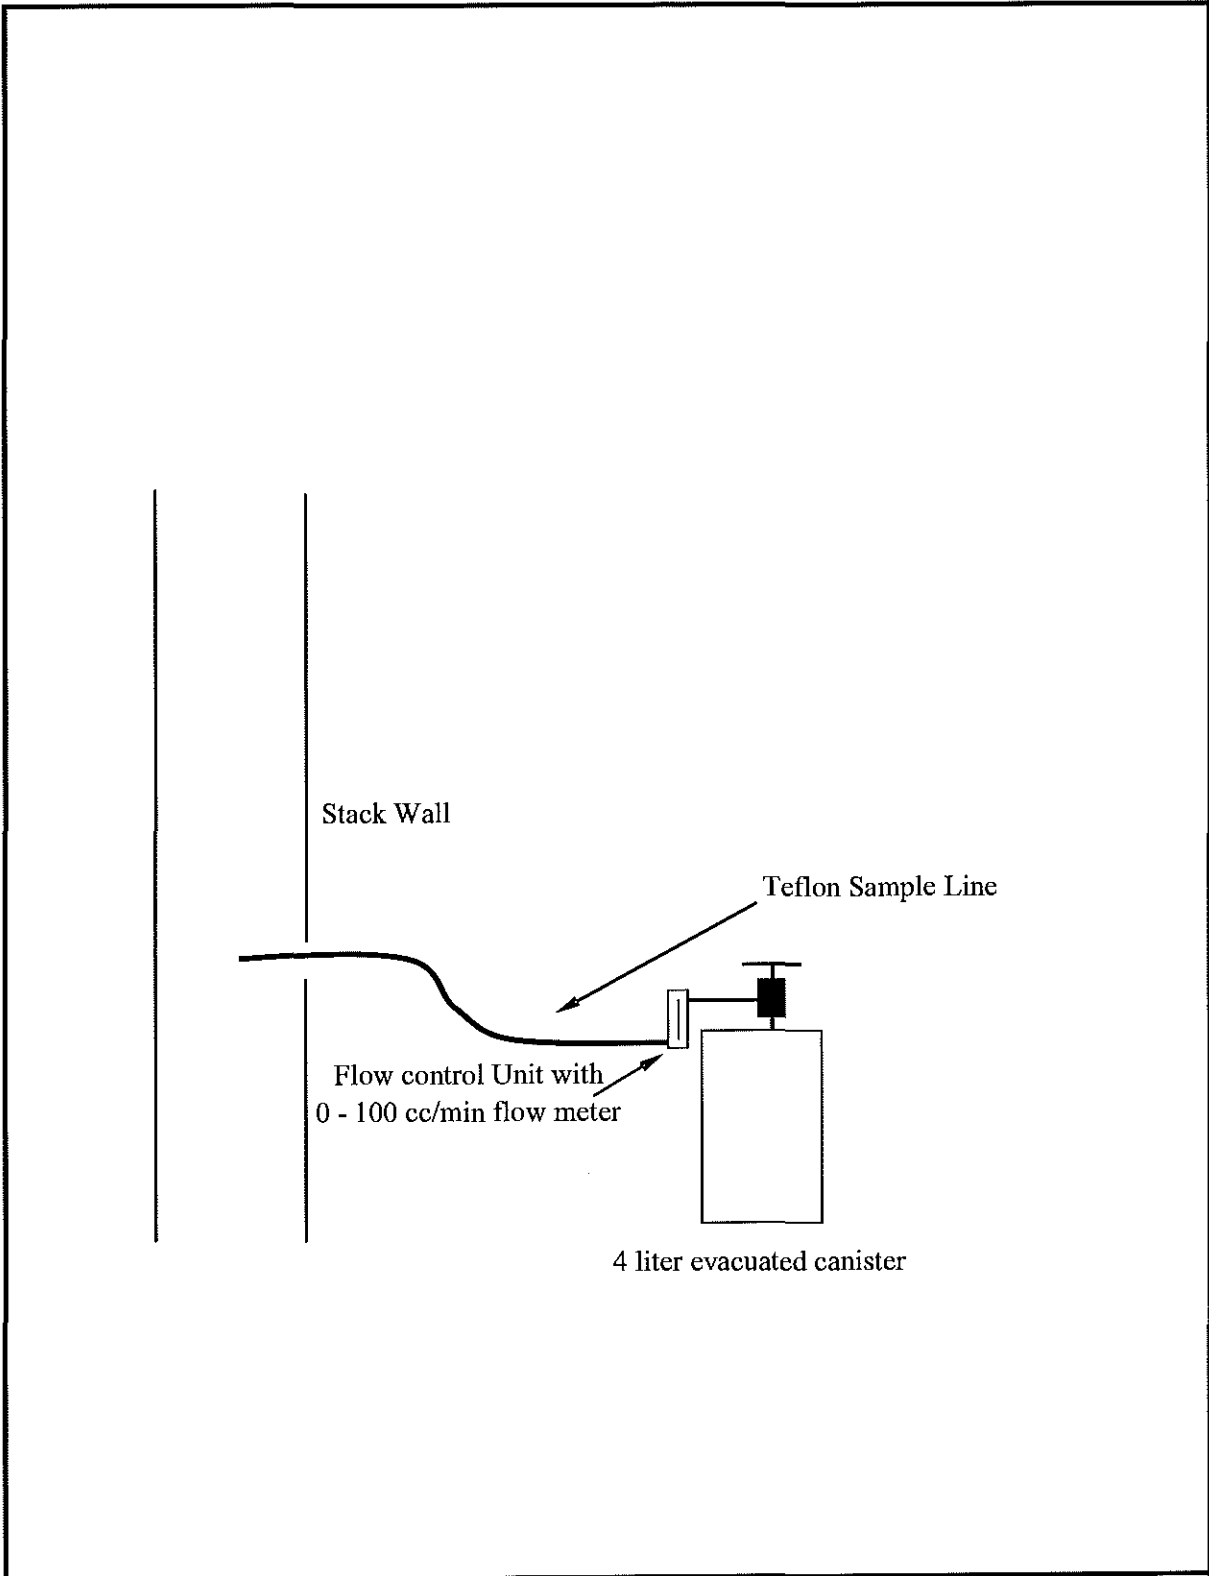 Stack Wall
Teflon Sample Line
Flow control Unit with
0 - 100 cc/min flow meter
4 liter evacuated canister